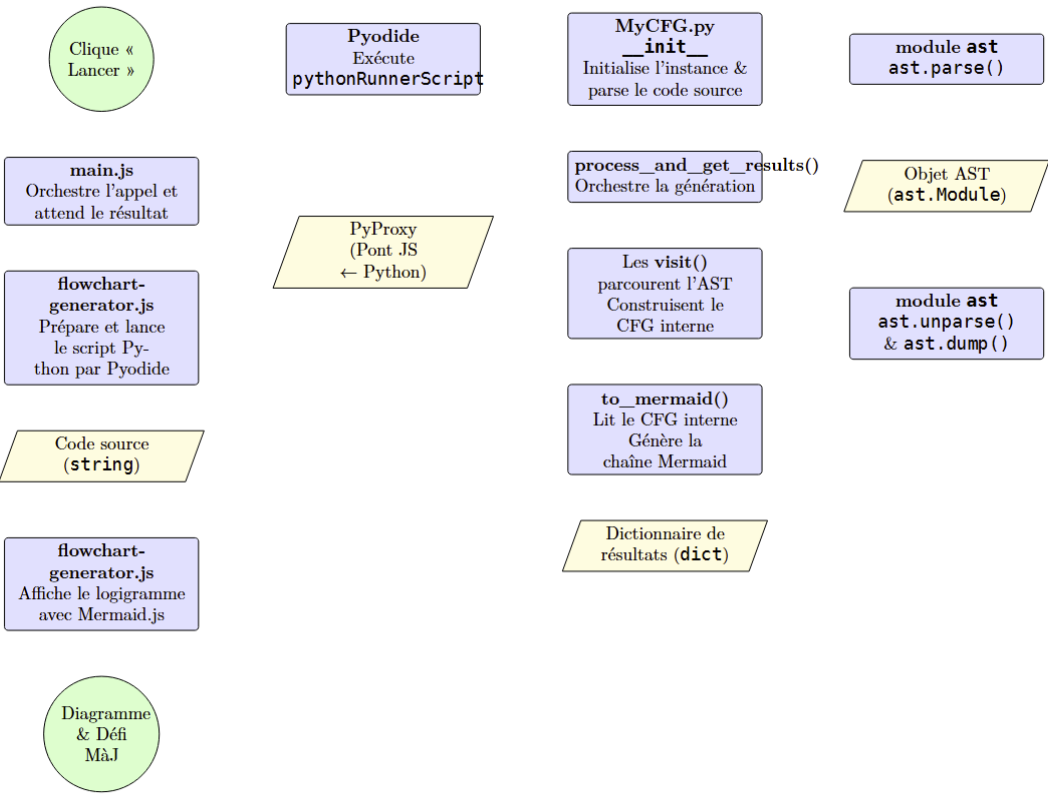 Clique «
Lancer »
main.js
Orchestre l'appel et
attend le résultat
flowchart-
generator.js
Prépare et lance
le script Py-
thon par Pyodide
Code source
(string)
flowchart-
generator.js
Affiche le logigramme
avec Mermaid.js
Diagramme
& Défi
MàJ
Pyodide
Exécute
pythonRunnerScript
PyProxy
(Pont JS
← Python)
MyCFG.py
__init__
Initialise l'instance &
parse le code source
process_and_get_results()
Orchestre la génération
Les visit()
parcourent l'AST
Construisent le
CFG interne
to_mermaid()
Lit le CFG interne
Génère la
chaîne Mermaid
Dictionnaire de
résultats (dict)
module ast
ast.parse()
Objet AST
(ast.Module)
module ast
ast.unparse()
& ast.dump()